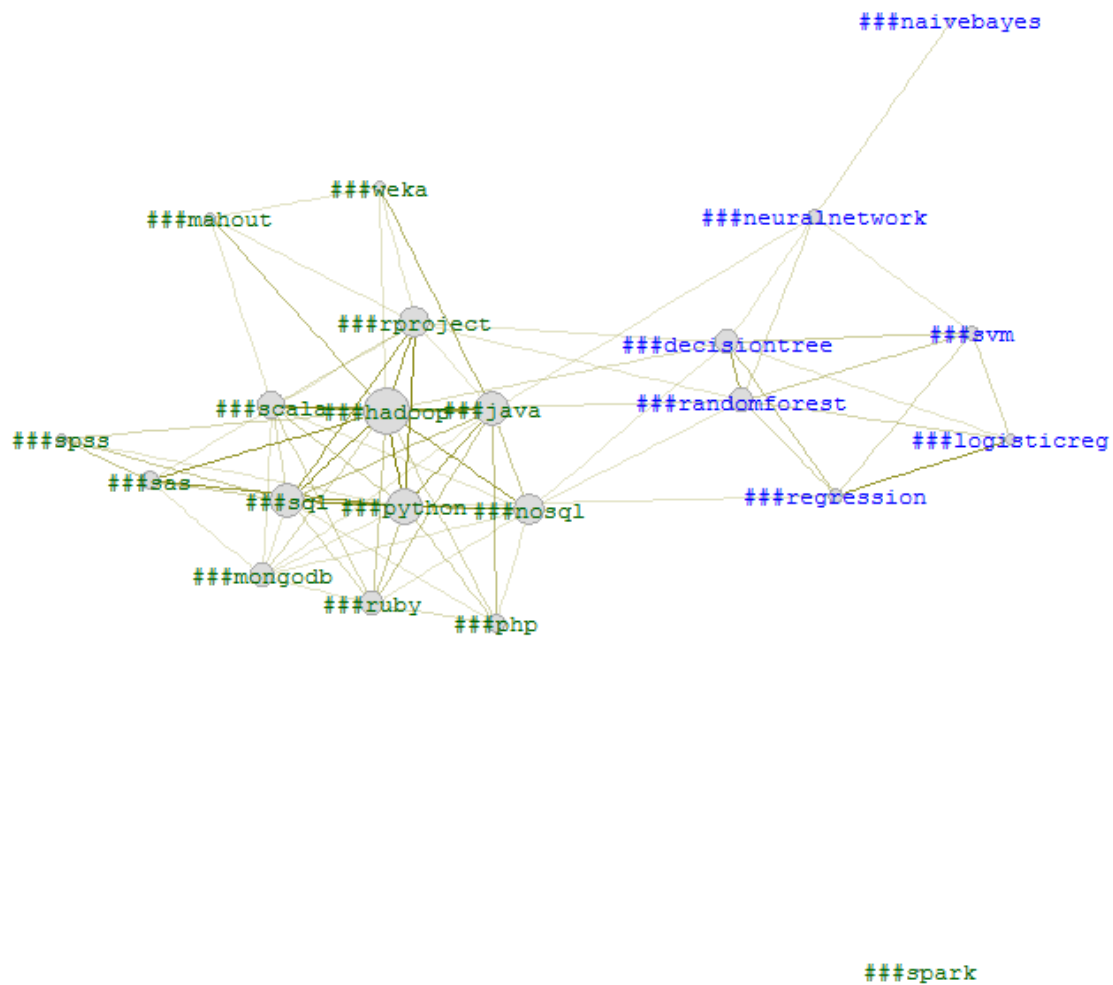 ###naivebayes
###weka
###mahout
###neuralnetwork
###rproject
###decisiontree
###svm
###scala
###hadoop
###java
###randomforest
###spss
###logisticreg
###sas
###sql
###python
###nosql
###regression
###mongodb
###ruby
###php
###spark